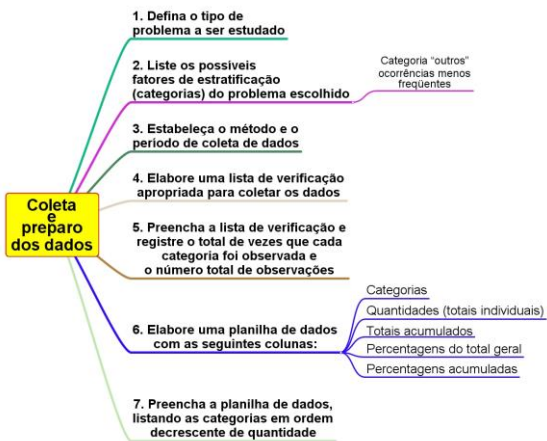 Coleta
e
preparo
dos dados
1. Defina o tipo de
problema a ser estudado
2. Liste os possiveis
fatores de estratificação
(categorias) do problema escolhido
Categoria "outros"
ocorrências menos
freqüentes
3. Estabeleça o método e o
periodo de coleta de dados
4. Elabore uma lista de verificação
apropriada para coletar os dados
5. Preencha a lista de verificação e
registre o total de vezes que cada
categoria foi observada e
o número total de observações
6. Elabore uma planilha de dados
com as seguintes colunas:
Categorias
Quantidades (totais individuais)
Totais acumulados
Percentagens do total geral
Percentagens acumuladas
7. Preencha a planilha de dados,
listando as categorias em ordem
decrescente de quantidade